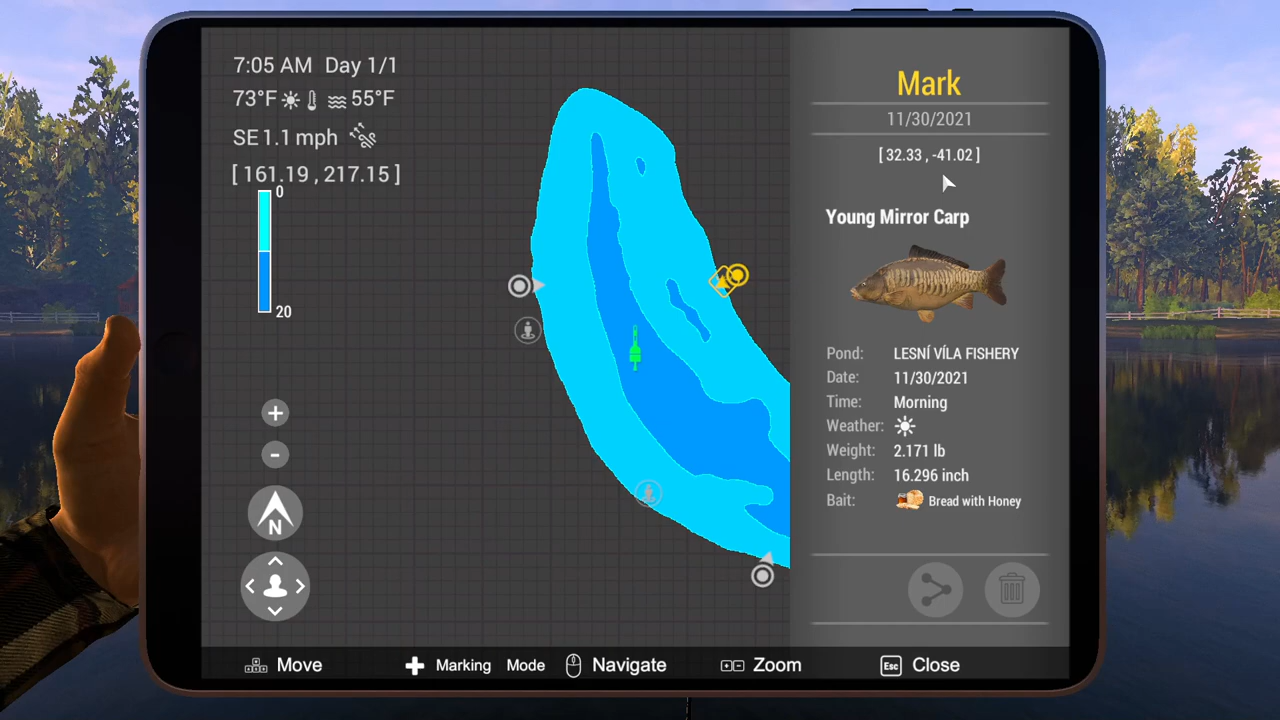 7:05 AM Day 1/1
73°F 55°F
SE 1.1 mph
[ 161.19 , 217.15 ]
0
20
+
-
N
Mark
11/30/2021
[ 32.33 , -41.02 ]
Young Mirror Carp
Pond: LESNÍ VÍLA FISHERY
Date: 11/30/2021
Time: Morning
Weather:
Weight: 2.171 lb
Length: 16.296 inch
Bait: Bread with Honey
Move Marking Mode Navigate Zoom Esc Close